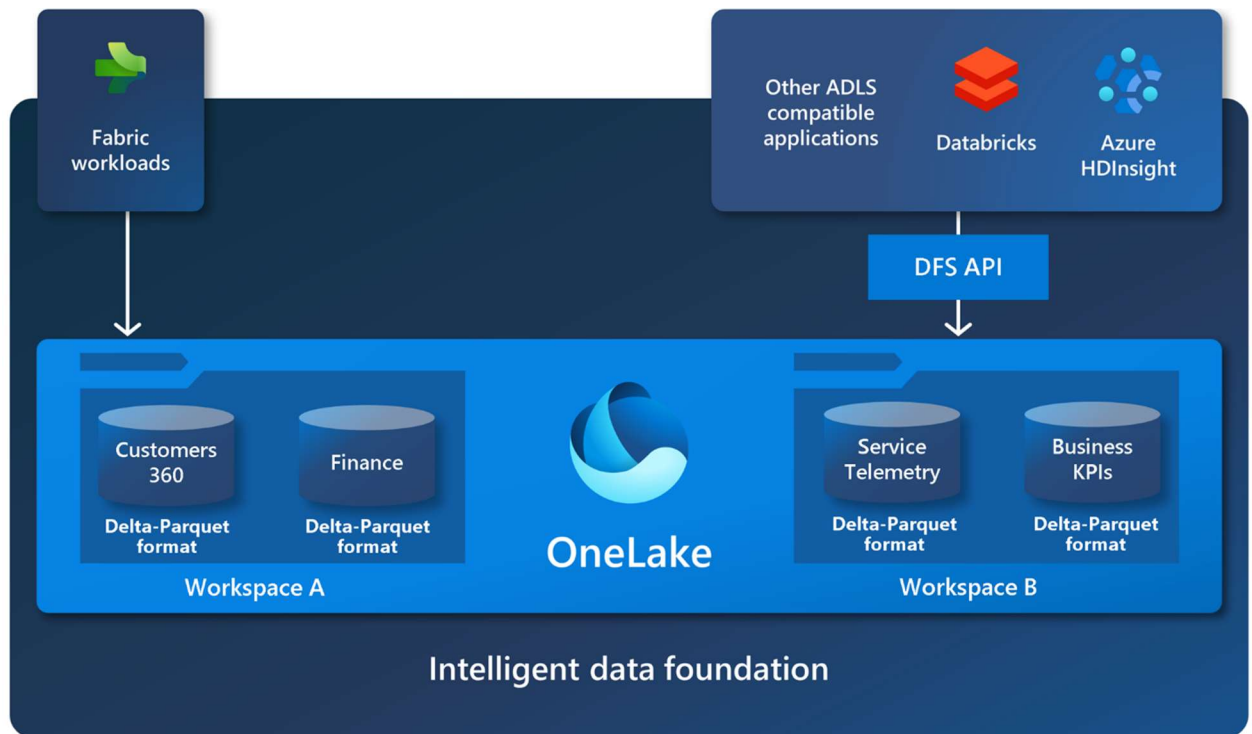 Fabric
workloads
Other ADLS
compatible
applications
Databricks
Azure
HDInsight
DFS API
Customers
360
Delta-Parquet
format
Finance
Delta-Parquet
format
Workspace A
OneLake
Service
Telemetry
Delta-Parquet
format
Business
KPIs
Delta-Parquet
format
Workspace B
Intelligent data foundation